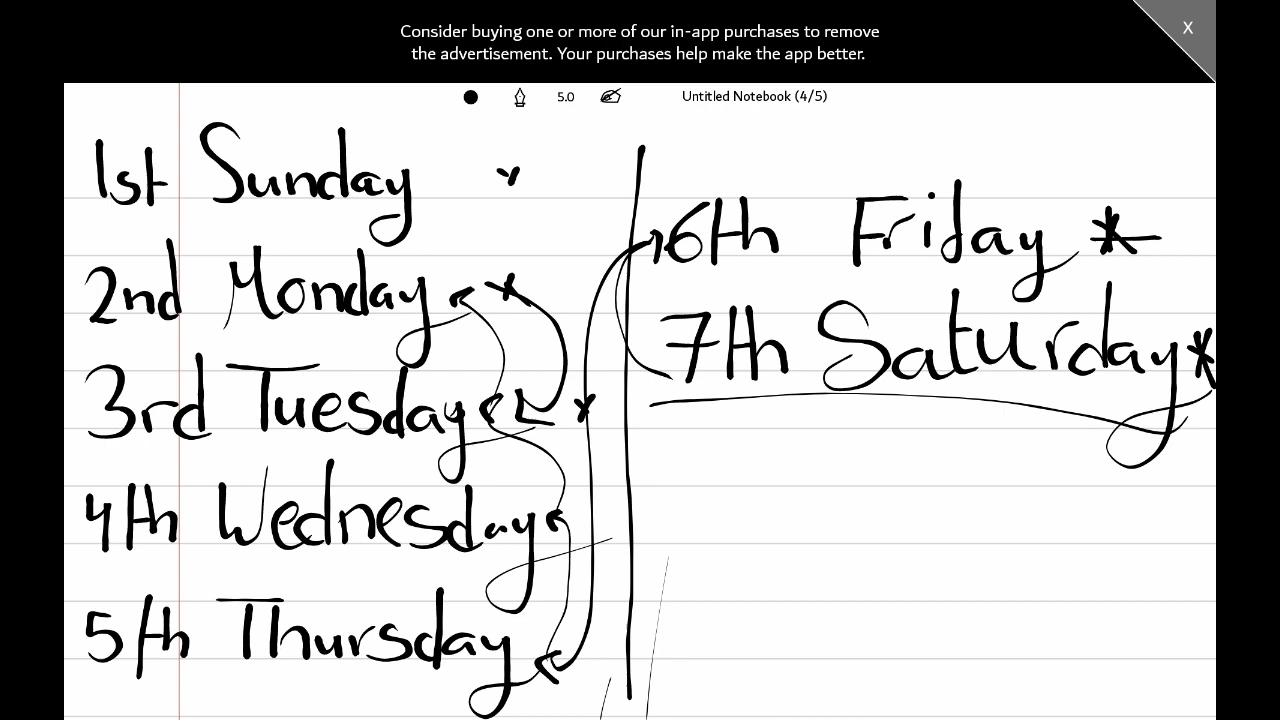 Consider buying one or more of our in-app purchases to remove
the advertisement. Your purchases help make the app better.
X
5.0 Untitled Notebook (4/5)
1st Sunday
2nd Monday
3rd Tuesday
4th Wednesday
5th Thursday
6th Friday *
7th Saturday *